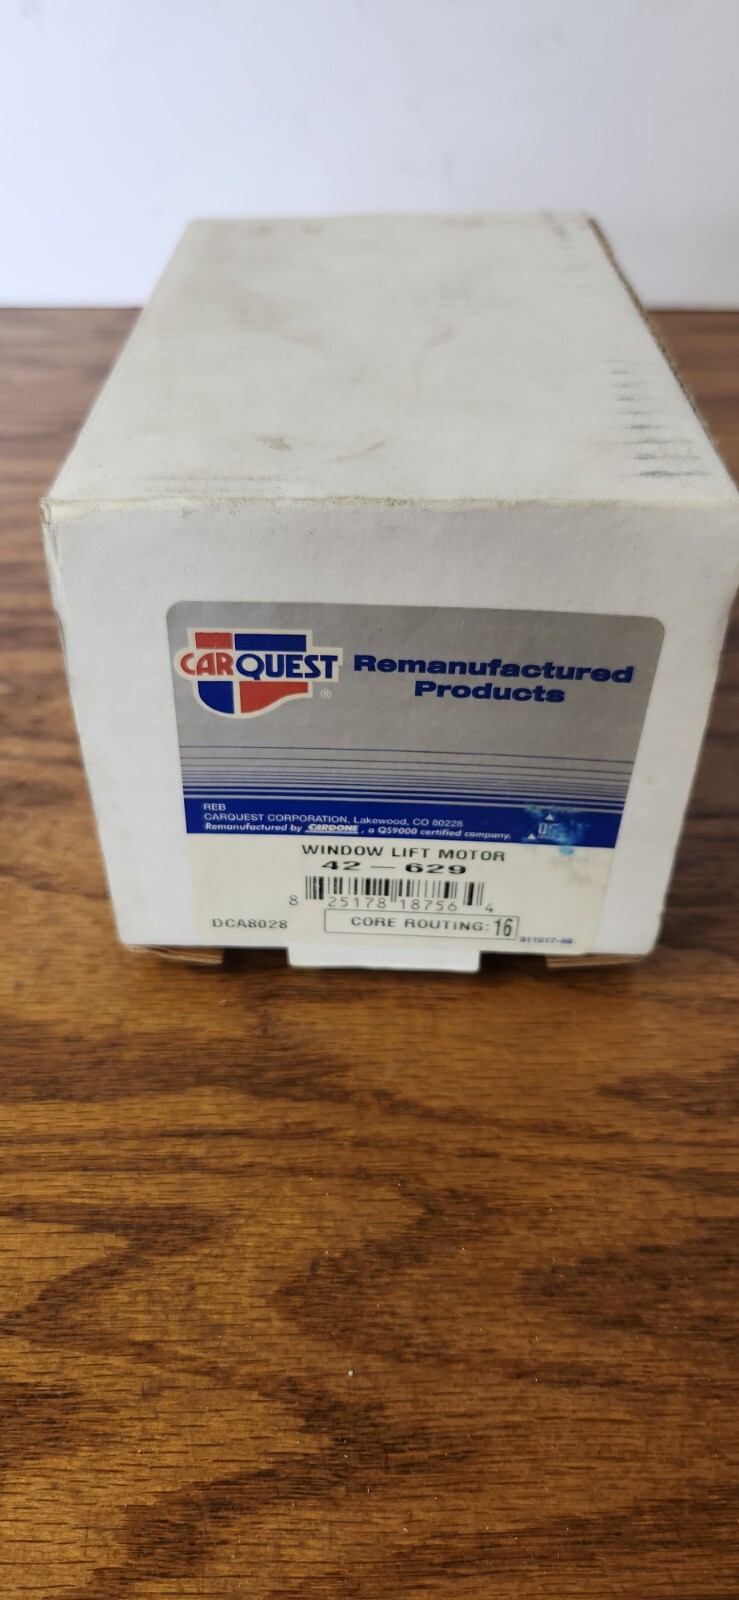 CARQUEST
®
Remanufactured
Products
REB
CARQUEST CORPORATION, Lakewood, CO 80228
Remanufactured by CARDONE, a QS9000 certified company.
WINDOW LIFT MOTOR
42-629
8 25178 18756 4
DCA8028
CORE ROUTING: 16